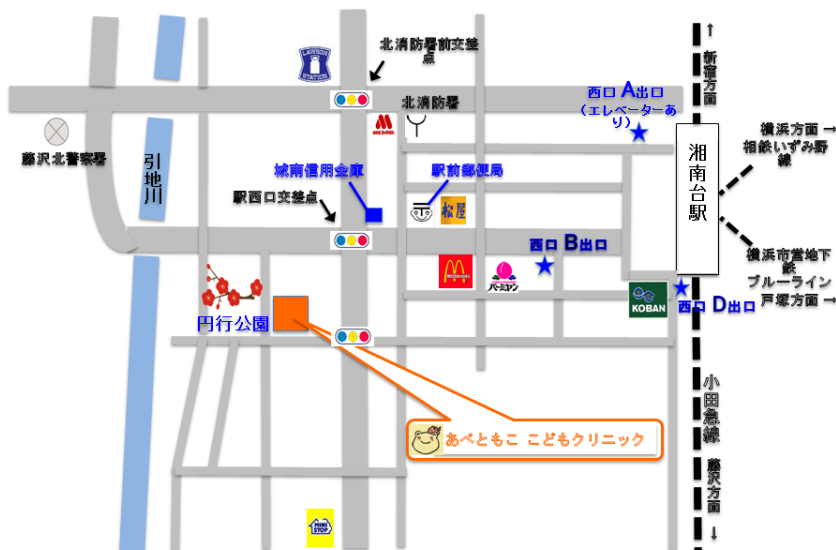 ↑
新宿方面
北消防署前交差
点
LAWSON
STATION
西口 A出口
(エレベーターあ
り)
北消防署
MOS BURGER
横浜方面 →
相鉄いずみ野
線
藤沢北警察署
引地川
湘南台駅
城南信用金庫
駅前郵便局
駅西口交差点
松屋
西口 B出口
横浜市営地下
鉄
ブルーライン
戸塚方面 →
McDonald's
バーミヤン
KOBAN
西口 D出口
円行公園
小田急線
あべともこ こどもクリニック
藤沢方面
↓
MINI
STOP